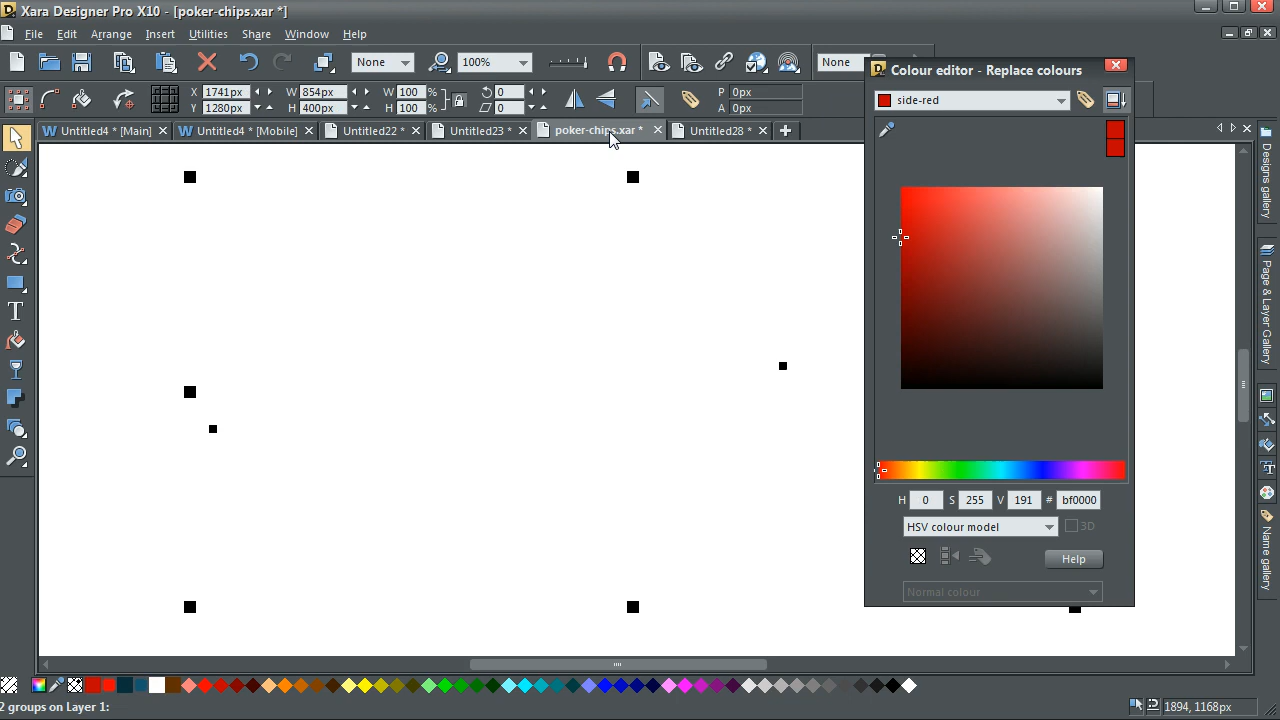 Xara Designer Pro X10 - [poker-chips.xar *]
File Edit Arrange Insert Utilities Share Window Help
None 100% None
X 1741px W 854px W 100 % 0 P 0px
Y 1280px H 400px H 100 % 0 A 0px
Untitled4 * [Main] Untitled4 * [Mobile] Untitled22 * Untitled23 * poker-chips.xar * Untitled28 *
Colour editor - Replace colours
side-red
H 0 S 255 V 191 # bf0000
HSV colour model 3D
Help
Normal colour
Designs gallery
Page & Layer Gallery
Name gallery
2 groups on Layer 1:
1894, 1168px